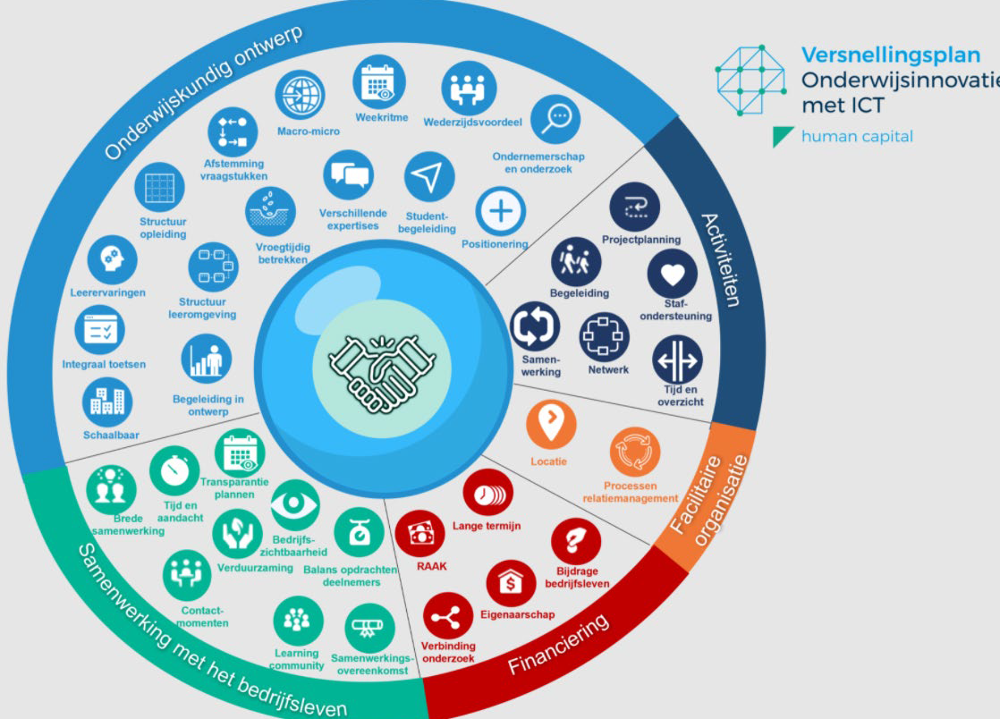 Onderwijskundig ontwerp
Macro-micro
Weekritme
Wederzijdsvoordeel
Ondernemerschap
en onderzoek
Afstemming
vraagstukken
Structuur
opleiding
Vroegtijdig
betrekken
Verschillende
expertises
Student-
begeleiding
Positionering
Leerervaringen
Structuur
leeromgeving
Integraal toetsen
Begeleiding in
ontwerp
Schaalbaar
Versnellingsplan
Onderwijsinnovatie
met ICT
human capital
Activiteiten
Projectplanning
Begeleiding
Staf-
ondersteuning
Samen-
werking
Netwerk
Tijd en
overzicht
Facilitaire
organisatie
Locatie
Processen
relatiemanagement
Financiering
Lange termijn
RAAK
Bijdrage
bedrijfsleven
Eigenaarschap
Verbinding
onderzoek
Samenwerking met het bedrijfsleven
Transparantie
plannen
Tijd en
aandacht
Brede
samenwerking
Bedrijfs-
zichtbaarheid
Verduurzaming
Balans opdrachten
deelnemers
Contact-
momenten
Learning
community
Samenwerkings-
overeenkomst